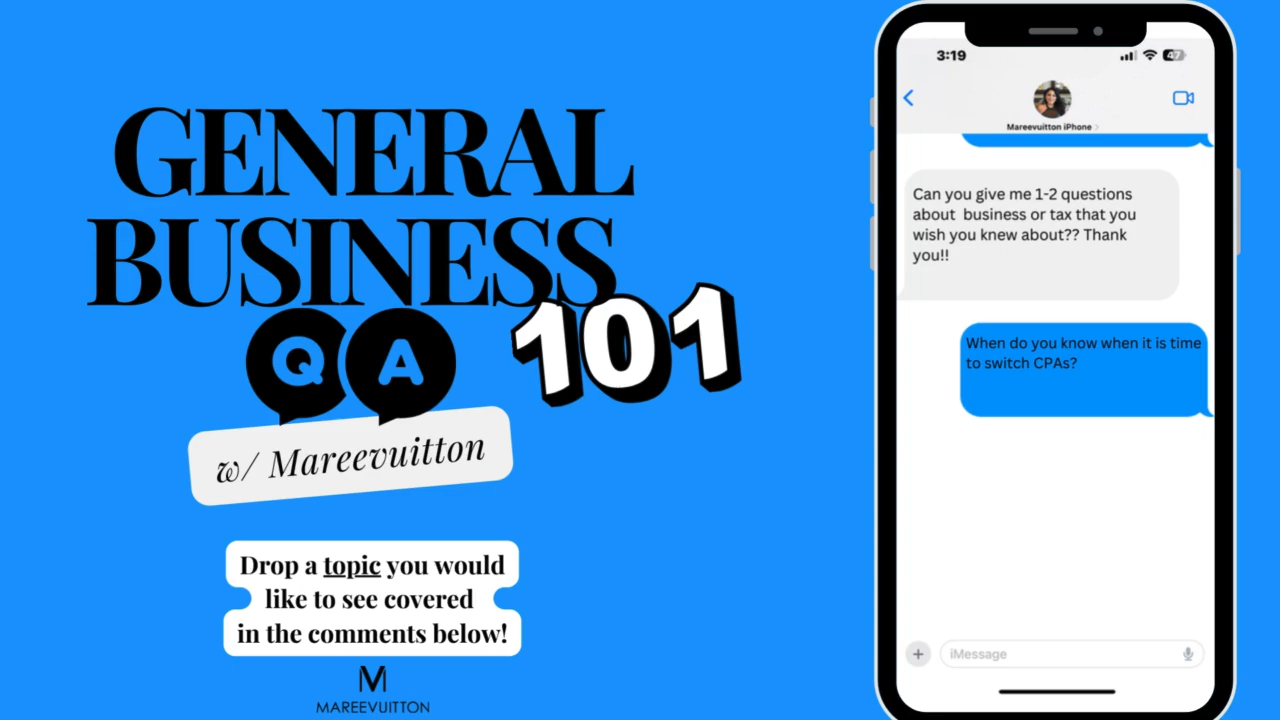 GENERAL
BUSINESS
Q A
101
w/ Mareevuitton
Drop a topic you would
like to see covered
in the comments below!
M
MAREEVUITTON
3:19
47
Mareevuitton iPhone
Can you give me 1-2 questions
about  business or tax that you
wish you knew about?? Thank
you!!
When do you know when it is time
to switch CPAs?
iMessage